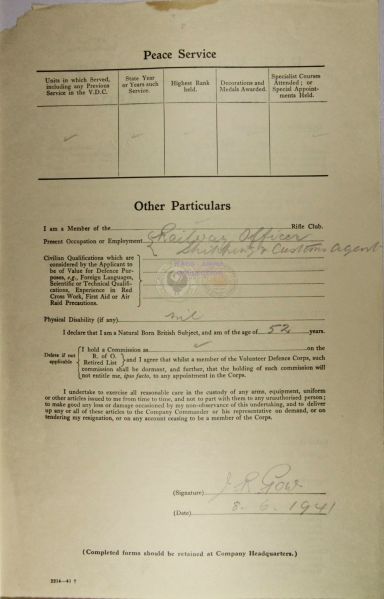 Peace Service
Units in which Served, including any Previous Service in the V.D.C.
State Year or Years such Service.
Highest Rank held.
Decorations and Medals Awarded.
Specialist Courses Attended; or Special Appointments Held.
Other Particulars
I am a Member of the Rifle Club.
Present Occupation or Employment Railway Officer
Shipping & Customs Agent
Civilian Qualifications which are
considered by the Applicant to
be of Value for Defence Pur-
poses, e.g., Foreign Languages,
Scientific or Technical Qualifi-
cations, Experience in Red
Cross Work, First Aid or Air
Raid Precautions.
Physical Disability (if any) nil
I declare that I am a Natural Born British Subject, and am of the age of 52 years.
I hold a Commission as on the
Delete if not applicable R. of O. Retired List and I agree that whilst a member of the Volunteer Defence Corps, such
commission shall be dormant, and further, that the holding of such commission
will not entitle me, ipso facto, to any appointment in the Corps.
I undertake to exercise all reasonable care in the custody of any arms, equipment, uniform
or other articles issued to me from time to time, and not to part with them to any unauthorised person;
to make good any loss or damage occasioned by my non-observance of this undertaking, and to deliver
up any or all of these articles to the Company Commander or his representative on demand, or on
tendering my resignation, or on any account ceasing to be a member of the Corps.
(Signature) J R Gow
(Date) 8. 6. 1941
(Completed forms should be retained at Company Headquarters.)